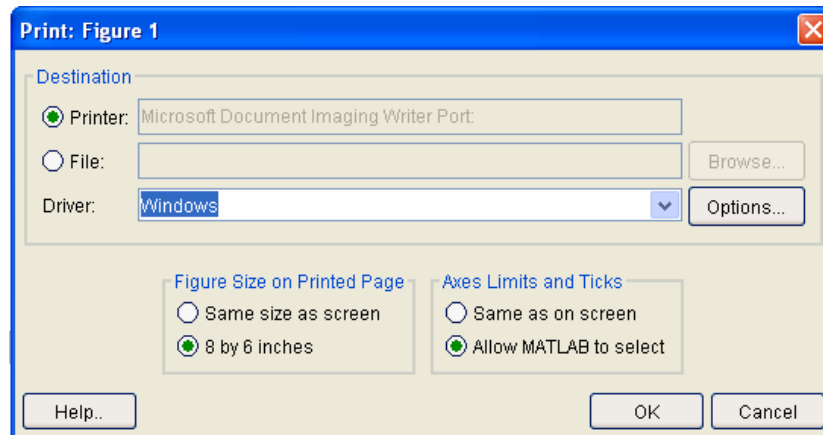 Print: Figure 1
Destination
Printer: Microsoft Document Imaging Writer Port:
File: Browse...
Driver: Windows Options...
Figure Size on Printed Page
Same size as screen
8 by 6 inches
Axes Limits and Ticks
Same as on screen
Allow MATLAB to select
Help.. OK Cancel